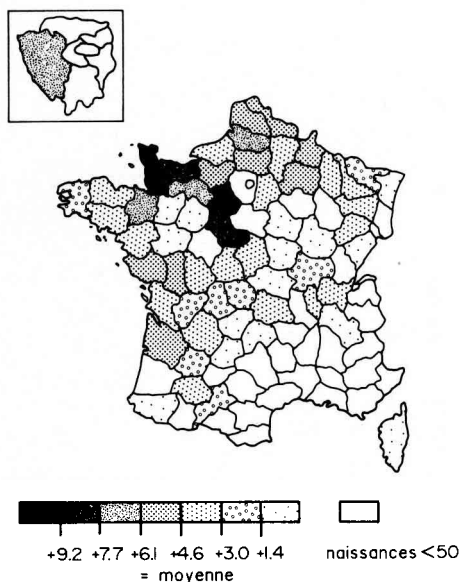 +9.2 +7.7 +6.1 +4.6 +3.0 +1.4 naissances <50
= moyenne